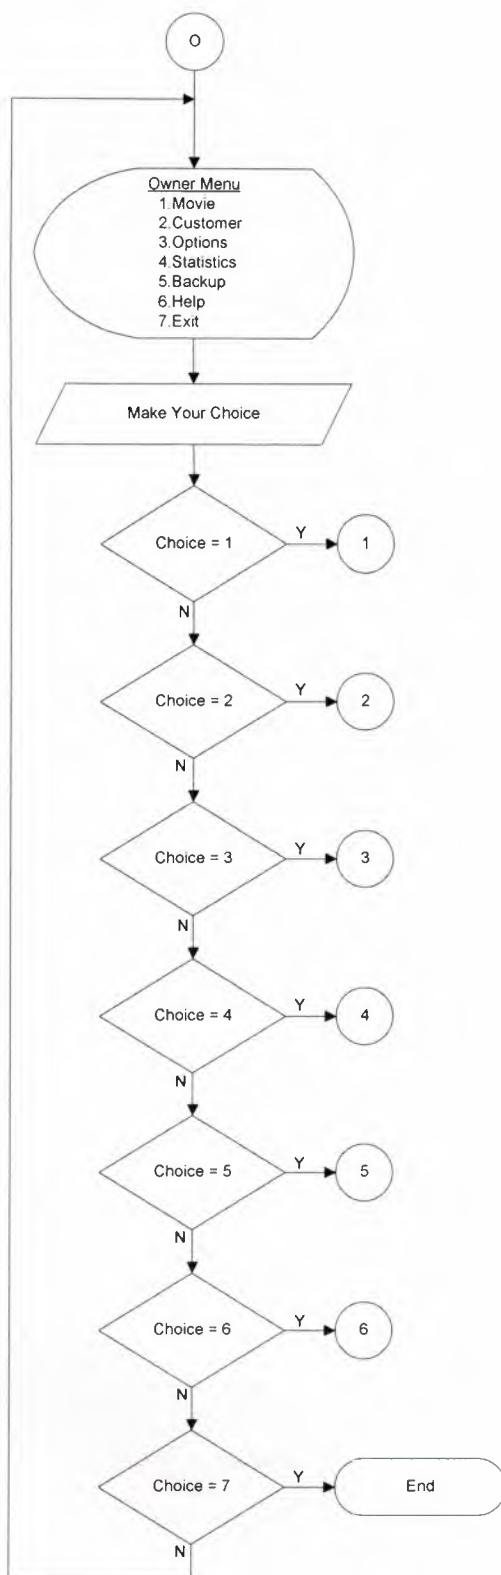 O
Owner Menu
1.Movie
2.Customer
3.Options
4.Statistics
5.Backup
6.Help
7.Exit
Make Your Choice
Choice = 1
Y
1
N
Choice = 2
Y
2
N
Choice = 3
Y
3
N
Choice = 4
Y
4
N
Choice = 5
Y
5
N
Choice = 6
Y
6
N
Choice = 7
Y
End
N